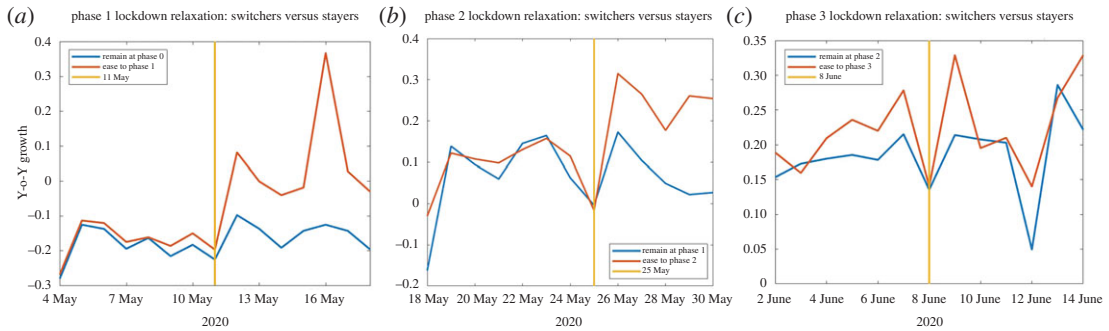 (a) phase 1 lockdown relaxation: switchers versus stayers
0.4
0.3
0.2
0.1
0
–0.1
–0.2
–0.3
Y-o-Y growth
remain at phase 0
ease to phase 1
11 May
4 May 7 May 10 May 13 May 16 May
2020
(b) phase 2 lockdown relaxation: switchers versus stayers
0.4
0.3
0.2
0.1
0
–0.1
–0.2
remain at phase 1
ease to phase 2
25 May
18 May 20 May 22 May 24 May 26 May 28 May 30 May
2020
(c) phase 3 lockdown relaxation: switchers versus stayers
0.35
0.30
0.25
0.20
0.15
0.10
0.05
0
remain at phase 2
ease to phase 3
8 June
2 June 4 June 6 June 8 June 10 June 12 June 14 June
2020